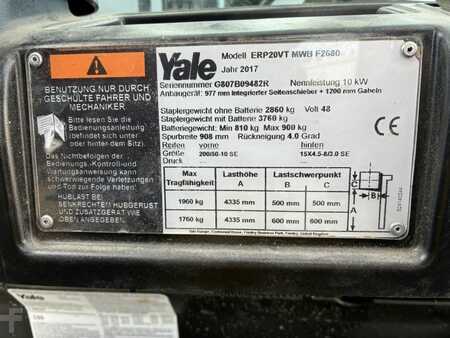 Yale
Modell ERP20VT MWB F2680
Jahr 2017
Seriennummer G807B09482R Nennleistung 10 kW
Anbaugerät: 977 mm Integrierter Seitenschieber + 1200 mm Gabeln
Staplergewicht ohne Batterie 2860 kg Volt 48
Staplergewicht mit Batterie 3760 kg
Batteriegewicht: Min 810 kg Max 960 kg
Spurbreite 908 mm Rückneigung 4.0 Grad
Reifen vorne hinten
Größe 200/50-10 SE 15X4.5-8/3.0 SE
Druck
Max Tragfähigkeit Lasthöhe Lastschwerpunkt
A B C
1960 kg 4335 mm 500 mm 500 mm
1760 kg 4335 mm 600 mm 600 mm
C
B
A
BENUTZUNG NUR DURCH
GESCHULTE FAHRER UND
MECHANIKER
Bitte lesen Sie die
Bedienungsanleitung
(befindet sich unter
oder hinter dem Sitz).
Das Nichtbeachten
der Bedienungs-, Kontroll- und
Wartungsanweisungen kann
schwerwiegende Verletzungen
und Tod zur Folge haben.
HUBLAST BEI
SENKRECHTEM HUBGERUST
UND ZUSATZGERÄT WIE
OBEN ANGEGEBEN.
Yale